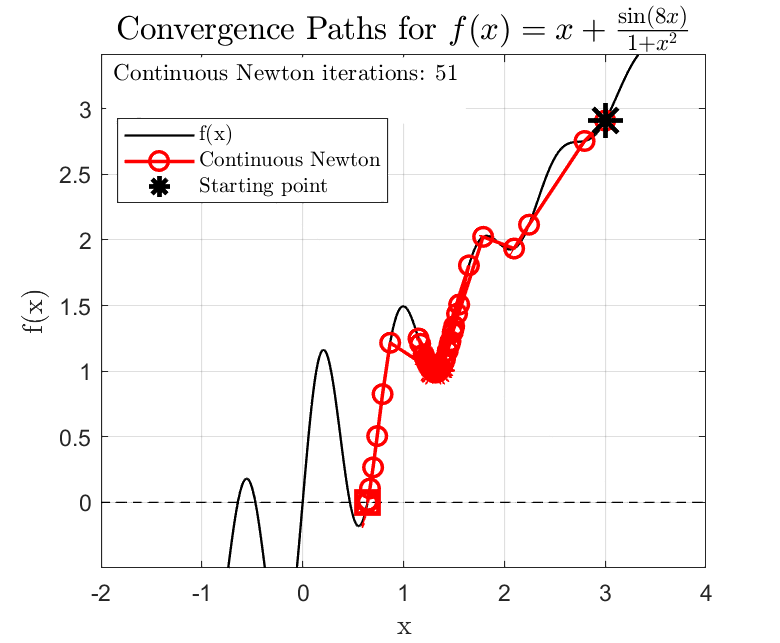 Convergence Paths for f(x) = x + sin(8x)/1+x²
Continuous Newton iterations: 51
f(x)
Continuous Newton
Starting point
3
2.5
2
1.5
1
0.5
0
f(x)
-2 -1 0 1 2 3 4
x